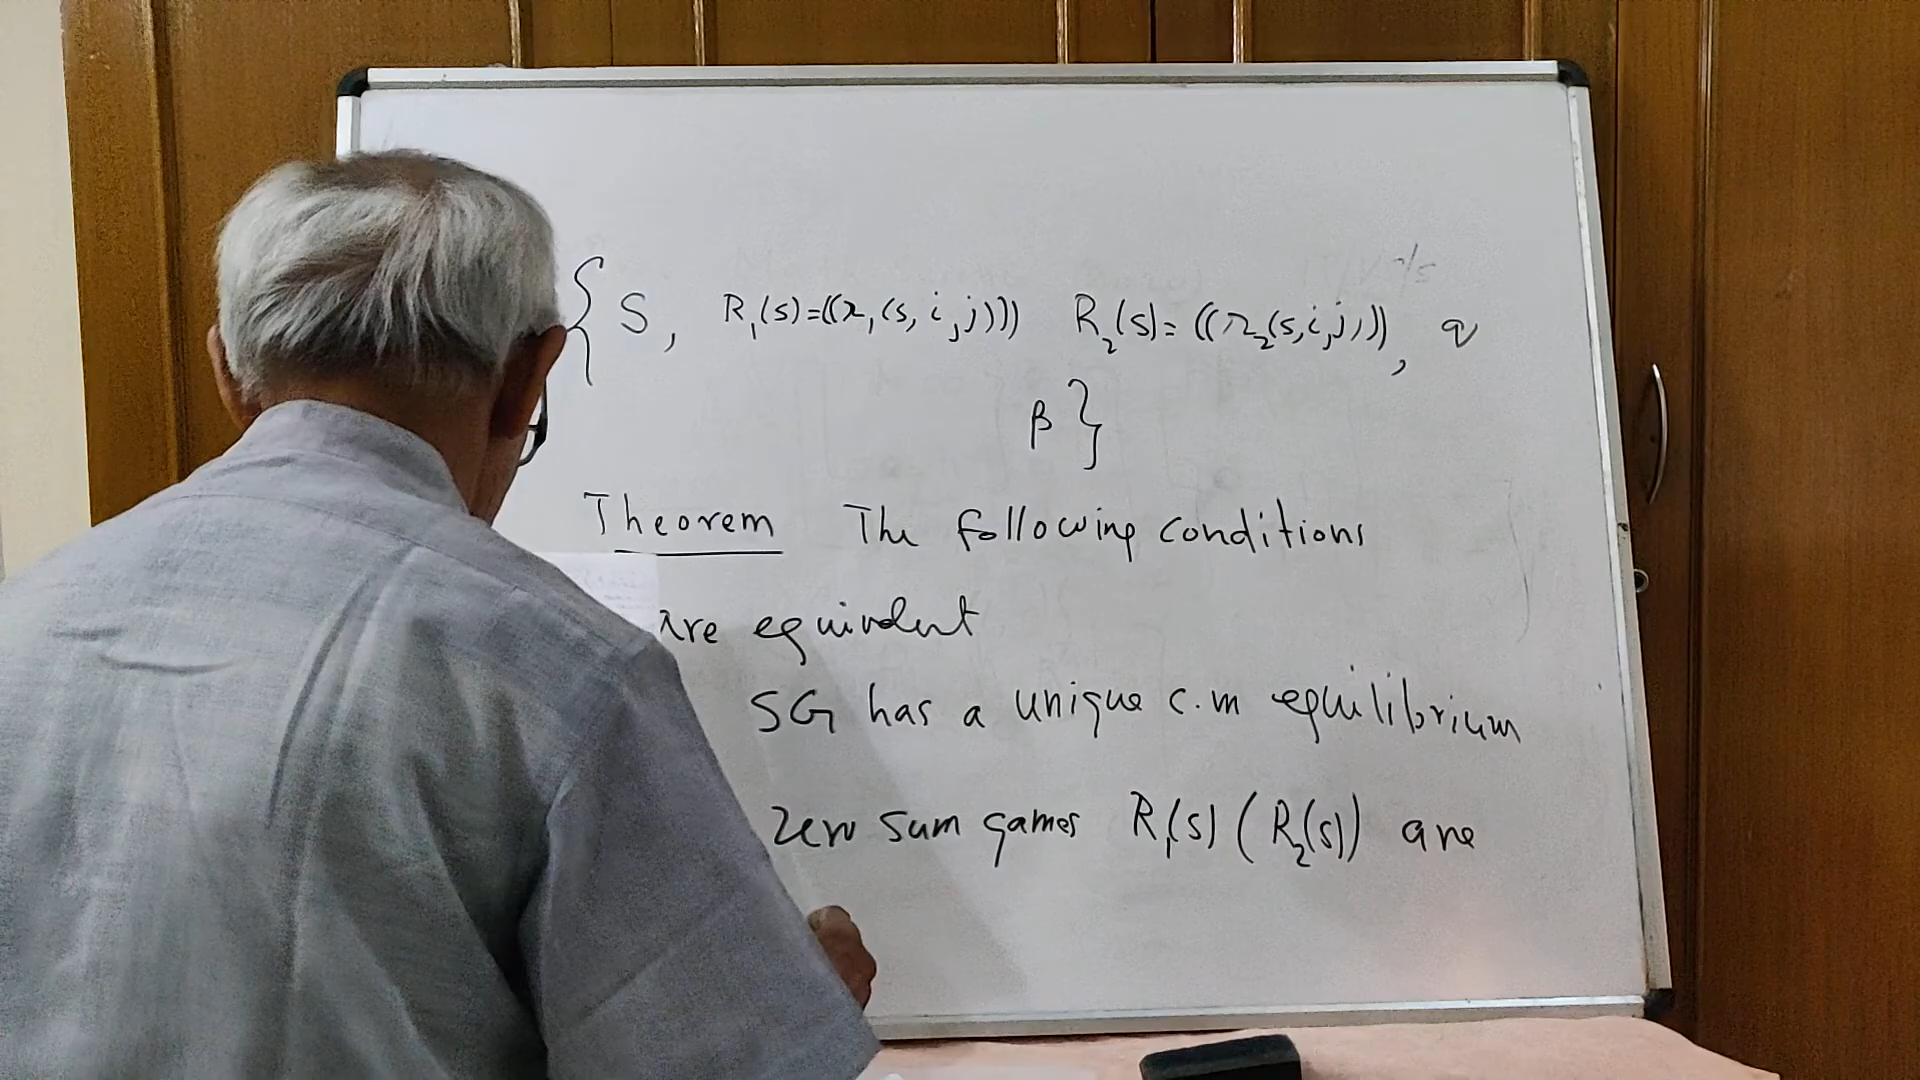 { S, R₁(s)=((r₁(s,i,j))) R₂(s)=((r₂(s,i,j))), q
β }
Theorem The following conditions
are equivalent
SG has a unique c.m equilibrium
zero sum games R₁(s) (R₂(s)) are